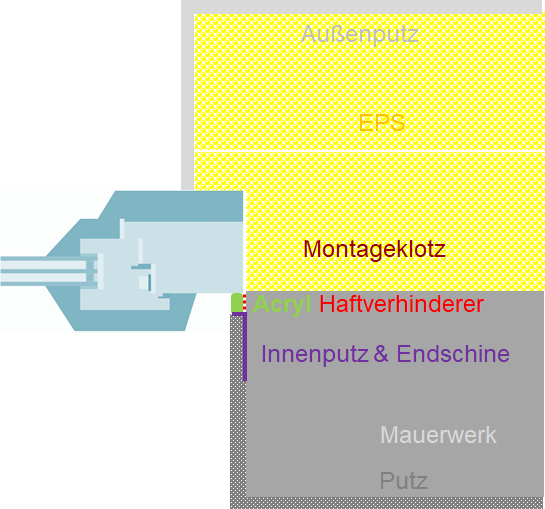 Außenputz
EPS
Montageklotz
Acryl Haftverhinderer
Innenputz & Endschine
Mauerwerk
Putz